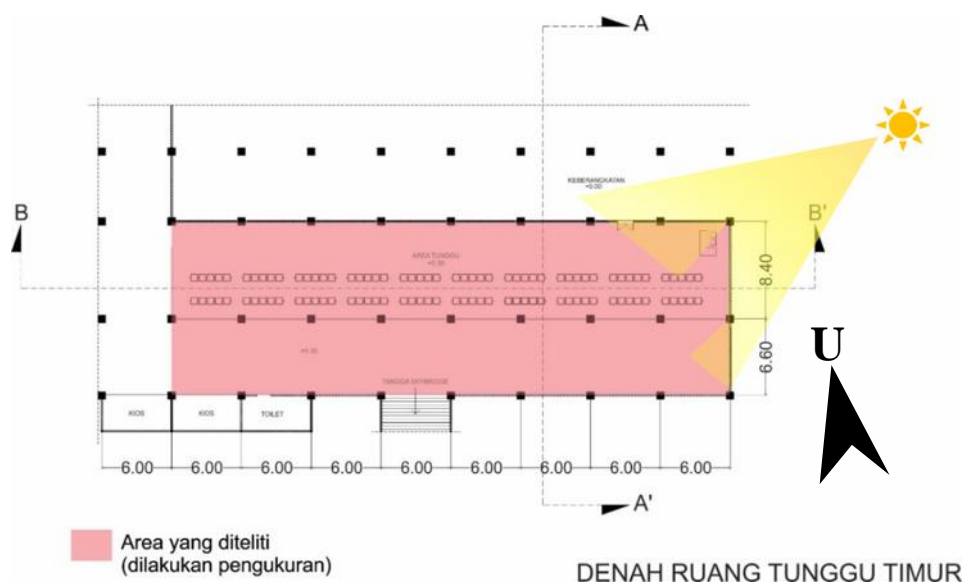 A
KEBERANGKATAN
±0.00
B
B'
AREA TUNGGU
8.40
6.60
U
TANGGA SKYBRIDGE
KIOS
KIOS
TOILET
6.00
6.00
6.00
6.00
6.00
6.00
6.00
6.00
6.00
A'
Area yang diteliti
(dilakukan pengukuran)
DENAH RUANG TUNGGU TIMUR